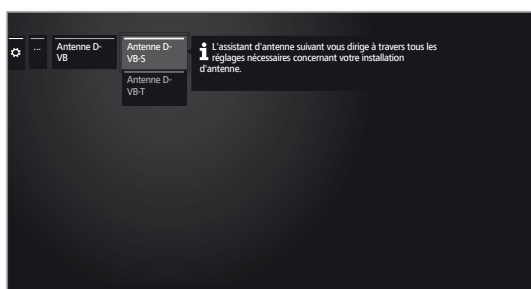 ...
Antenne D-
VB
Antenne D-
VB-S
Antenne D-
VB-T
L'assistant d'antenne suivant vous dirige à travers tous les
réglages nécessaires concernant votre installation
d'antenne.